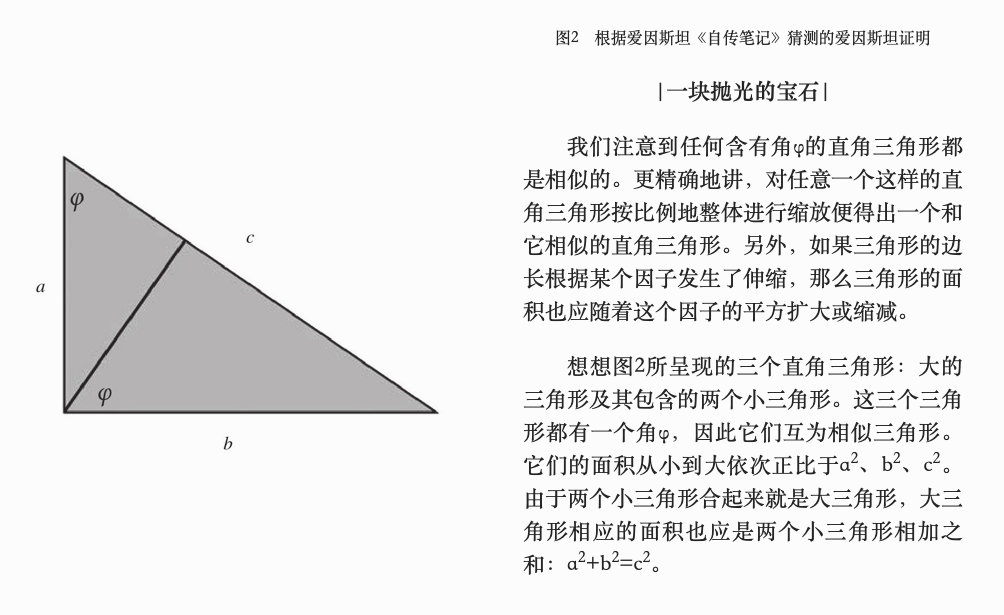 φ
c
a
φ
b
图2 根据爱因斯坦《自传笔记》猜测的爱因斯坦证明
|一块抛光的宝石|
我们注意到任何含有角φ的直角三角形都
是相似的。更精确地讲，对任意一个这样的直
角三角形按比例地整体进行缩放便得出一个和
它相似的直角三角形。另外，如果三角形的边
长根据某个因子发生了伸缩，那么三角形的面
积也应随着这个因子的平方扩大或缩减。
想想图2所呈现的三个直角三角形：大的
三角形及其包含的两个小三角形。这三个三角
形都有一个角φ，因此它们互为相似三角形。
它们的面积从小到大依次正比于a²、b²、c²。
由于两个小三角形合起来就是大三角形，大三
角形相应的面积也应是两个小三角形相加之
和：a²+b²=c²。